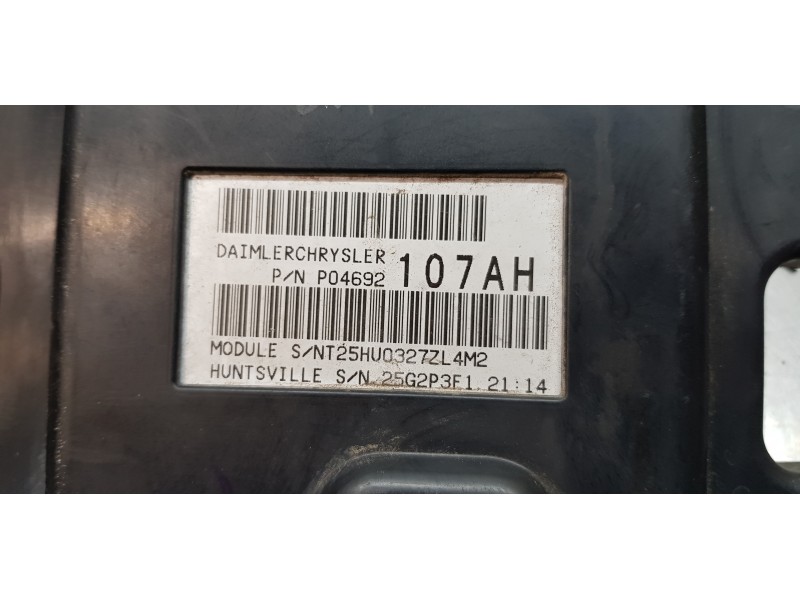 DAIMLERCHRYSLER
P/N P04692 107AH
MODULE S/NT25HU0327ZL4M2
HUNTSVILLE S/N 25G2P3F1 21:14